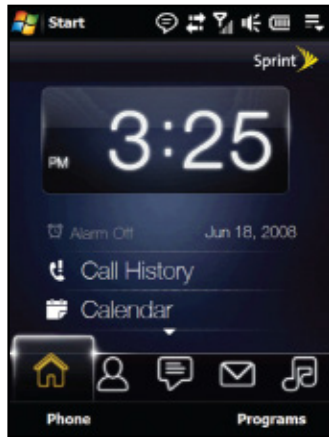 Start
Sprint
PM 3:25
Alarm Off Jun 18, 2008
Call History
Calendar
Phone Programs